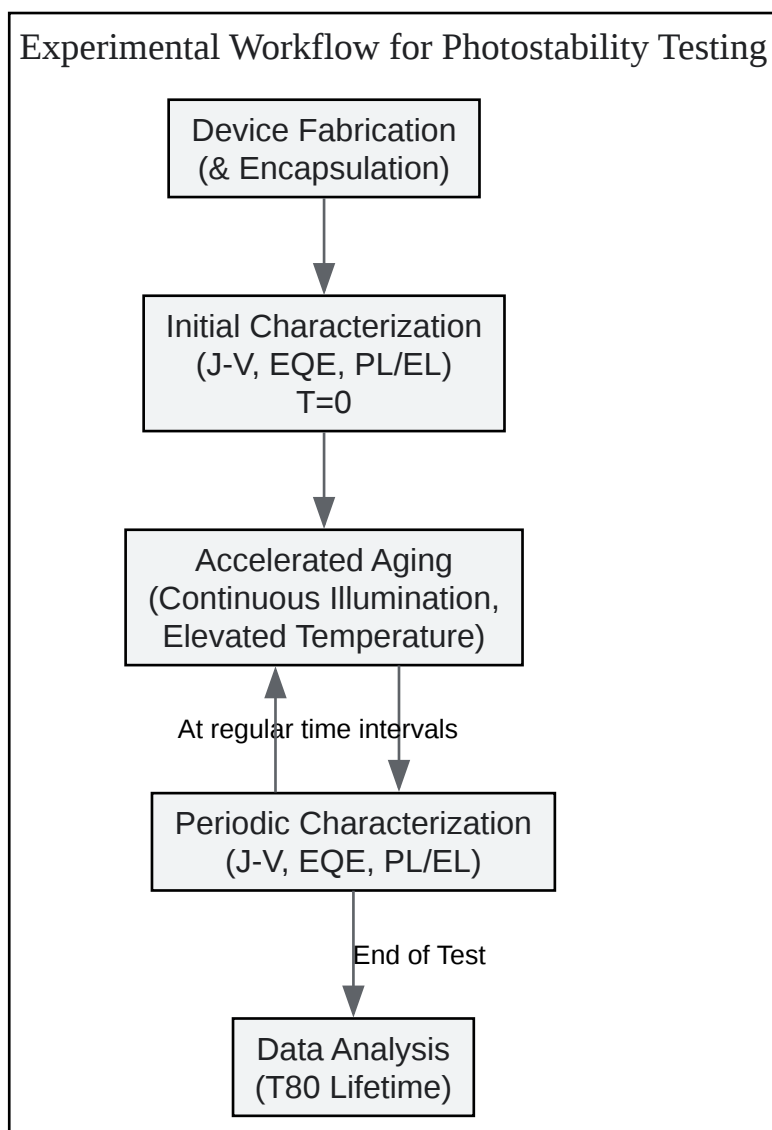 Experimental Workflow for Photostability Testing
Device Fabrication
(& Encapsulation)
Initial Characterization
(J-V, EQE, PL/EL)
T=0
Accelerated Aging
(Continuous Illumination,
Elevated Temperature)
At regular time intervals
Periodic Characterization
(J-V, EQE, PL/EL)
End of Test
Data Analysis
(T80 Lifetime)